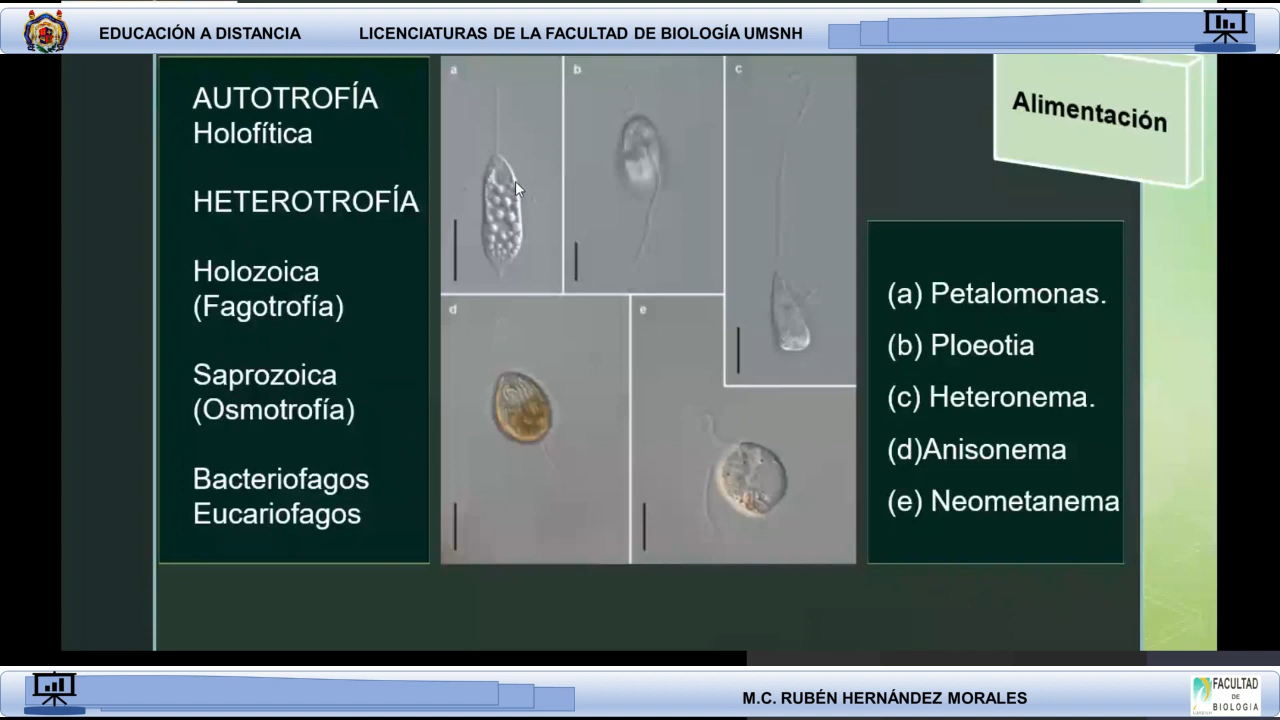 EDUCACIÓN A DISTANCIA
LICENCIATURAS DE LA FACULTAD DE BIOLOGÍA UMSNH
Alimentación
AUTOTROFÍA
Holofítica
HETEROTROFÍA
Holozoica
(Fagotrofía)
Saprozoica
(Osmotrofía)
Bacteriofagos
Eucariofagos
a
b
c
d
e
(a) Petalomonas.
(b) Ploeotia
(c) Heteronema.
(d)Anisonema
(e) Neometanema
M.C. RUBÉN HERNÁNDEZ MORALES
FACULTAD
DE
BIOLOGIA